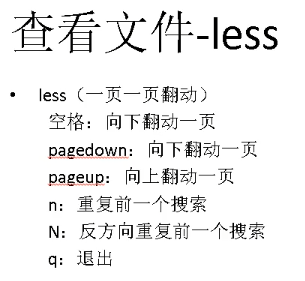 查看文件-less
• less（一页一页翻动）
空格：向下翻动一页
pagedown：向下翻动一页
pageup：向上翻动一页
n：重复前一个搜索
N：反方向重复前一个搜索
q：退出